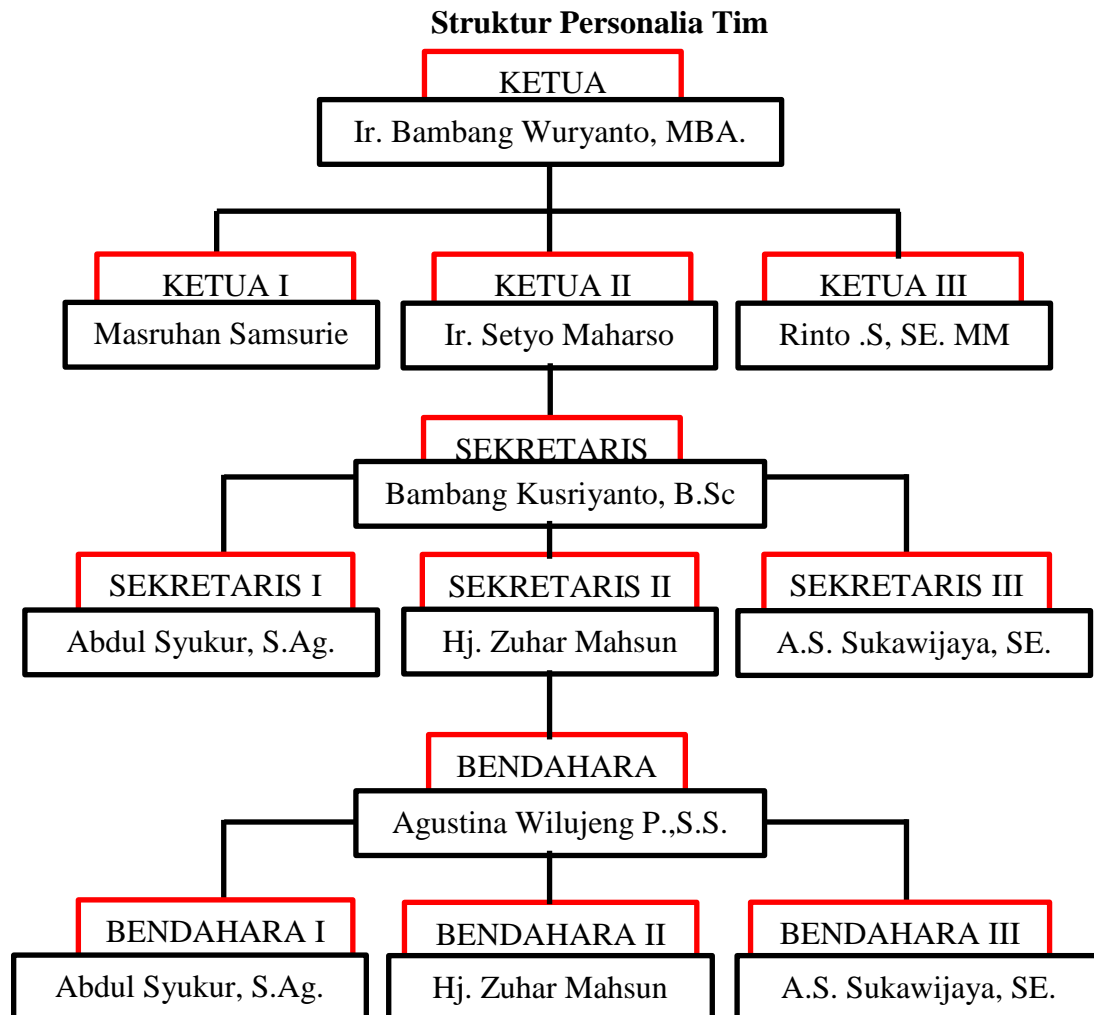 Struktur Personalia Tim
KETUA
Ir. Bambang Wuryanto, MBA.
KETUA I
Masruhan Samsurie
KETUA II
Ir. Setyo Maharso
KETUA III
Rinto .S, SE. MM
SEKRETARIS
Bambang Kusriyanto, B.Sc
SEKRETARIS I
Abdul Syukur, S.Ag.
SEKRETARIS II
Hj. Zuhar Mahsun
SEKRETARIS III
A.S. Sukawijaya, SE.
BENDAHARA
Agustina Wilujeng P.,S.S.
BENDAHARA I
Abdul Syukur, S.Ag.
BENDAHARA II
Hj. Zuhar Mahsun
BENDAHARA III
A.S. Sukawijaya, SE.